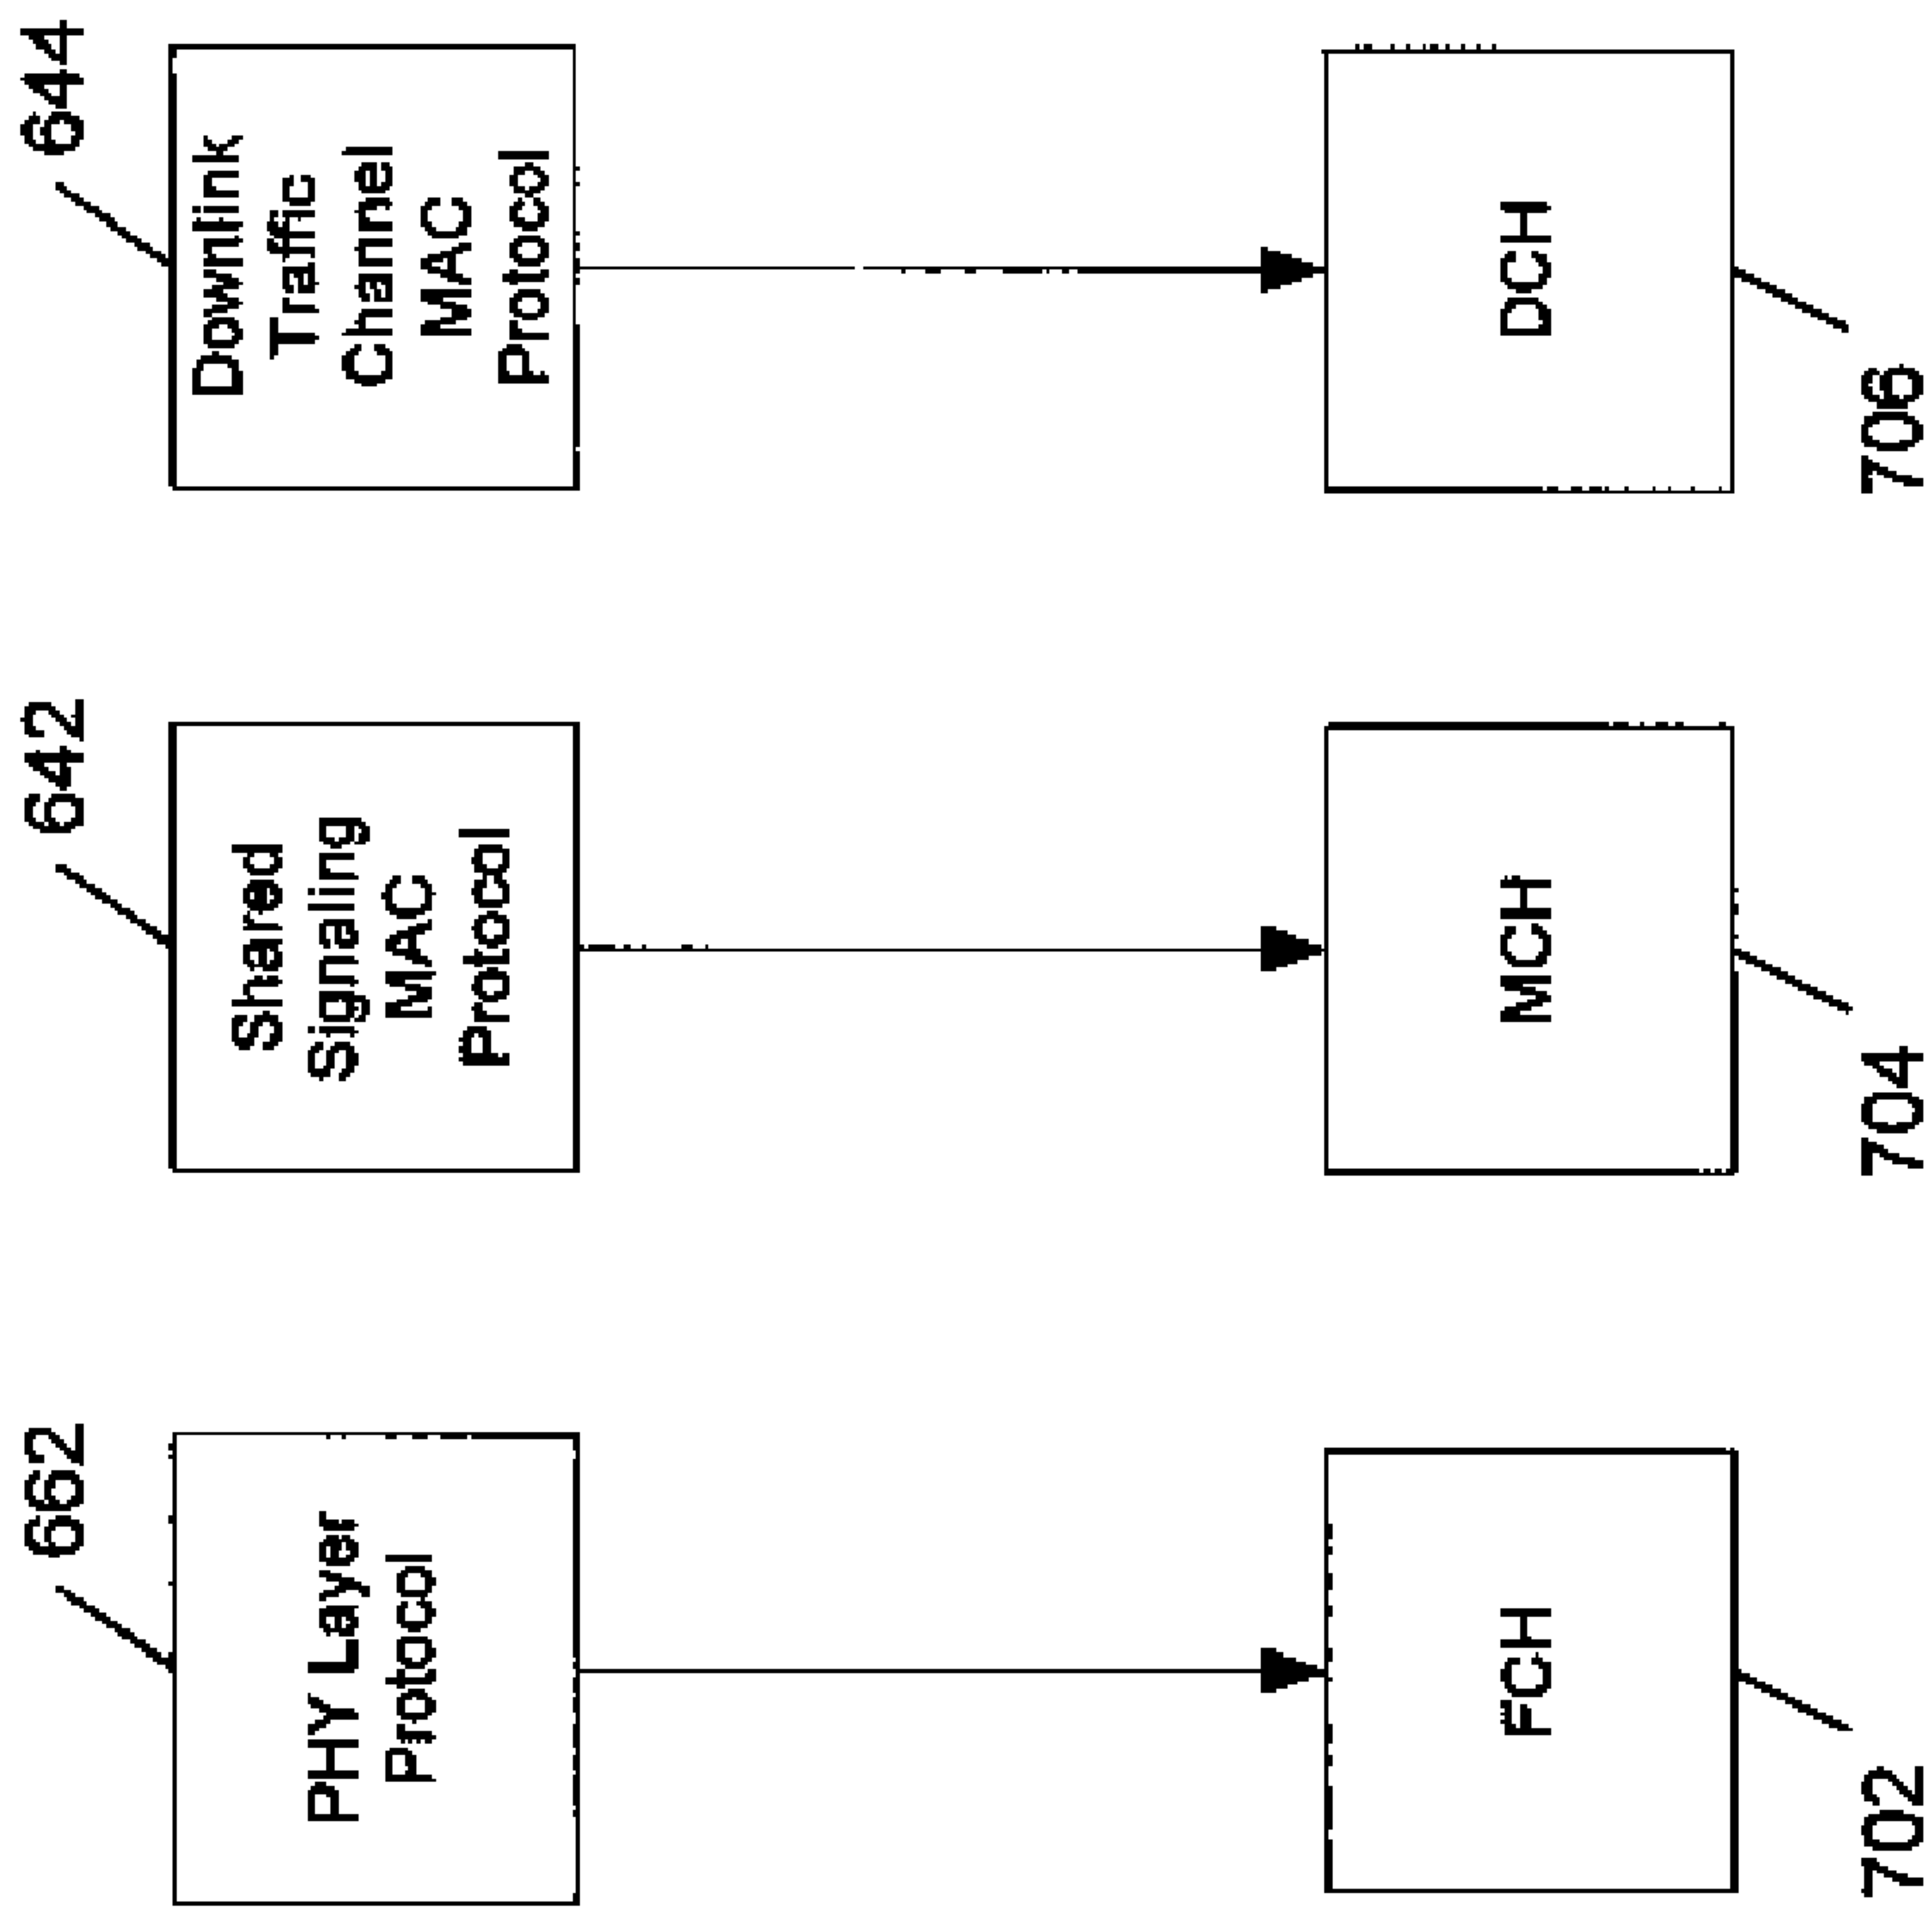 662
642
644
PHY Layer
Protocol
Shared
Signaling
MAC
Protocol
Downlink
Traffic
Channel
MAC
Protocol
FCH
MCH
DCH
702
704
706